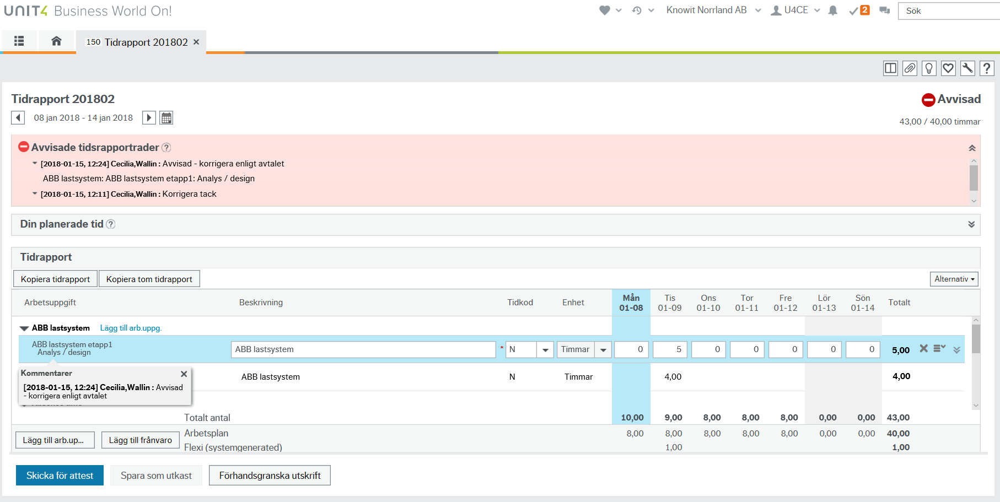 UNIT4 Business World On!
Knowit Norrland AB
U4CE
2
Sök
150 Tidrapport 201802
Tidrapport 201802
Avvisad
08 jan 2018 - 14 jan 2018
43,00 / 40,00 timmar
Avvisade tidsrapportrader
[2018-01-15, 12:24] Cecilia,Wallin : Avvisad - korrigera enligt avtalet
ABB lastsystem: ABB lastsystem etapp1: Analys / design
[2018-01-15, 12:11] Cecilia,Wallin : Korrigera tack
Din planerade tid
Tidrapport
Kopiera tidrapport Kopiera tom tidrapport Alternativ
Arbetsuppgift Beskrivning Tidkod Enhet Mån 01-08 Tis 01-09 Ons 01-10 Tor 01-11 Fre 01-12 Lör 01-13 Sön 01-14 Totalt
ABB lastsystem Lägg till arb.uppg.
ABB lastsystem etapp1
Analys / design
ABB lastsystem * N Timmar 0 5 0 0 0 0 0 5,00
Kommentarer
[2018-01-15, 12:24] Cecilia,Wallin : Avvisad
- korrigera enligt avtalet
ABB lastsystem N Timmar 4,00 4,00
Totalt antal 10,00 9,00 8,00 8,00 8,00 0,00 0,00 43,00
Arbetsplan 8,00 8,00 8,00 8,00 8,00 0,00 0,00 40,00
Lägg till arb.up... Lägg till frånvaro
Flexi (systemgenerated) 1,00 1,00
Skicka för attest Spara som utkast Förhandsgranska utskrift